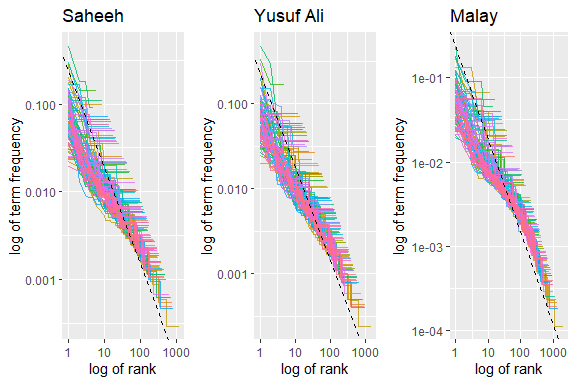 Saheeh
log of term frequency
0.100
0.010
0.001
1
10
100
1000
log of rank
Yusuf Ali
log of term frequency
0.100
0.010
0.001
1
10
100
1000
log of rank
Malay
log of term frequency
1e-01
1e-02
1e-03
1e-04
1
10
100
1000
log of rank